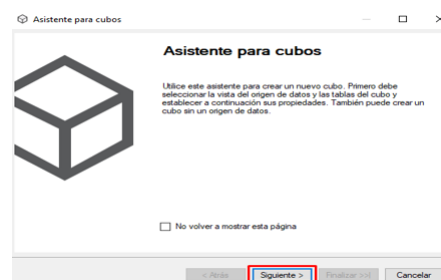 Asistente para cubos
Asistente para cubos
Utilice este asistente para crear un nuevo cubo. Primero debe
seleccionar la vista del origen de datos y las tablas del cubo y
establecer a continuación sus propiedades. También puede crear un
cubo sin un origen de datos.
No volver a mostrar esta página
< Atrás Siguiente > Finalizar >>| Cancelar